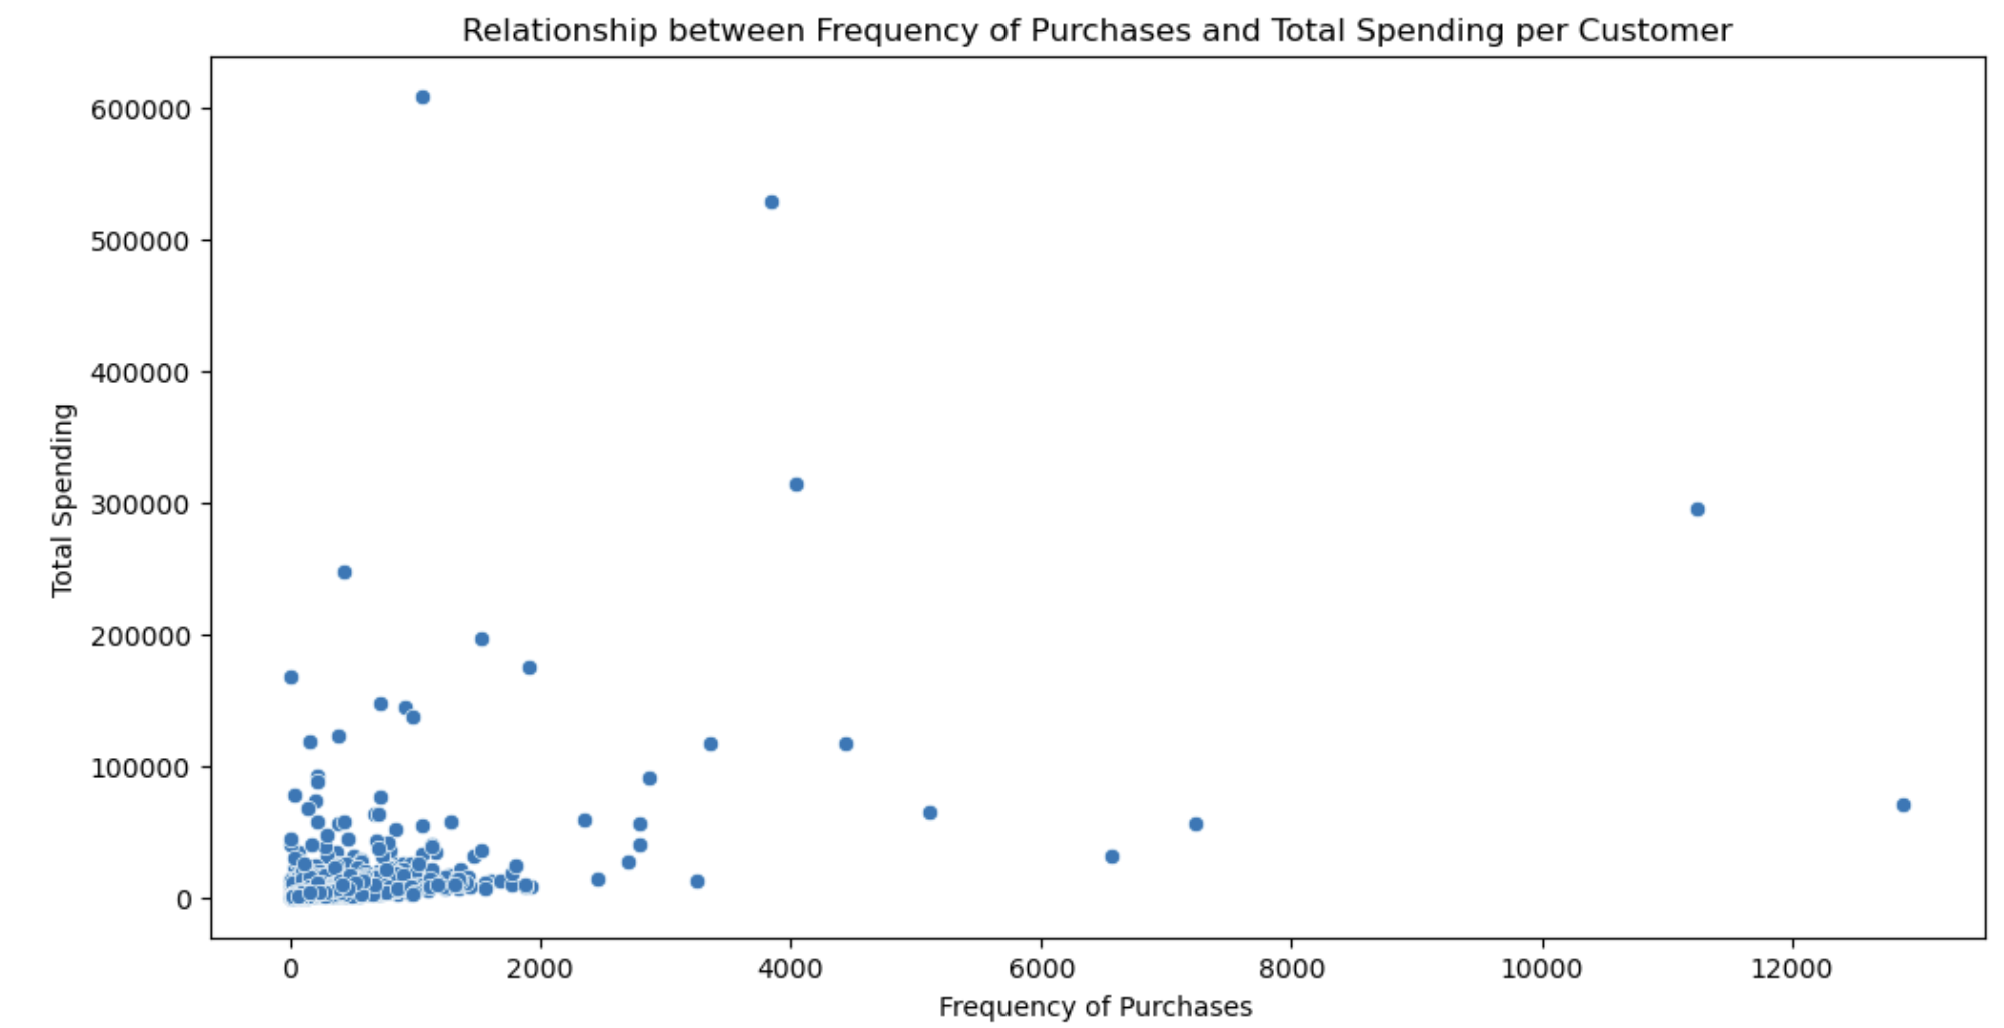 Relationship between Frequency of Purchases and Total Spending per Customer
600000
500000
400000
300000
200000
100000
0
Total Spending
0 2000 4000 6000 8000 10000 12000
Frequency of Purchases